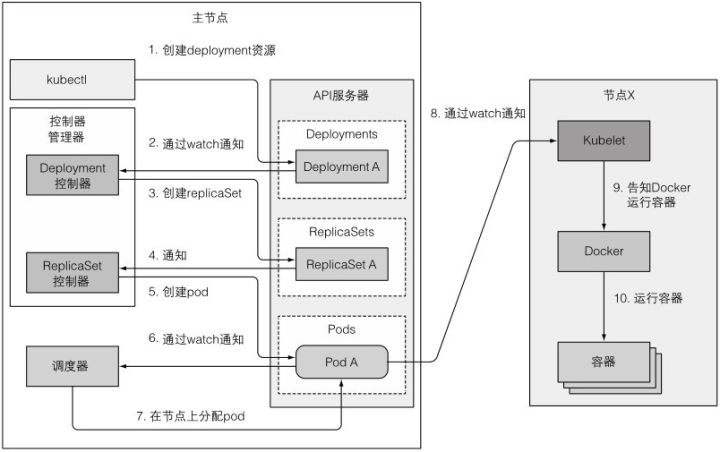 主节点
1. 创建deployment资源
kubectl
API服务器
控制器
管理器
Deployments
2. 通过watch通知
Deployment
控制器
Deployment A
3. 创建replicaSet
ReplicaSets
4. 通知
ReplicaSet
控制器
ReplicaSet A
5. 创建pod
Pods
6. 通过watch通知
调度器
Pod A
7. 在节点上分配pod
8. 通过watch通知
节点X
Kubelet
9. 告知Docker
运行容器
Docker
10. 运行容器
容器